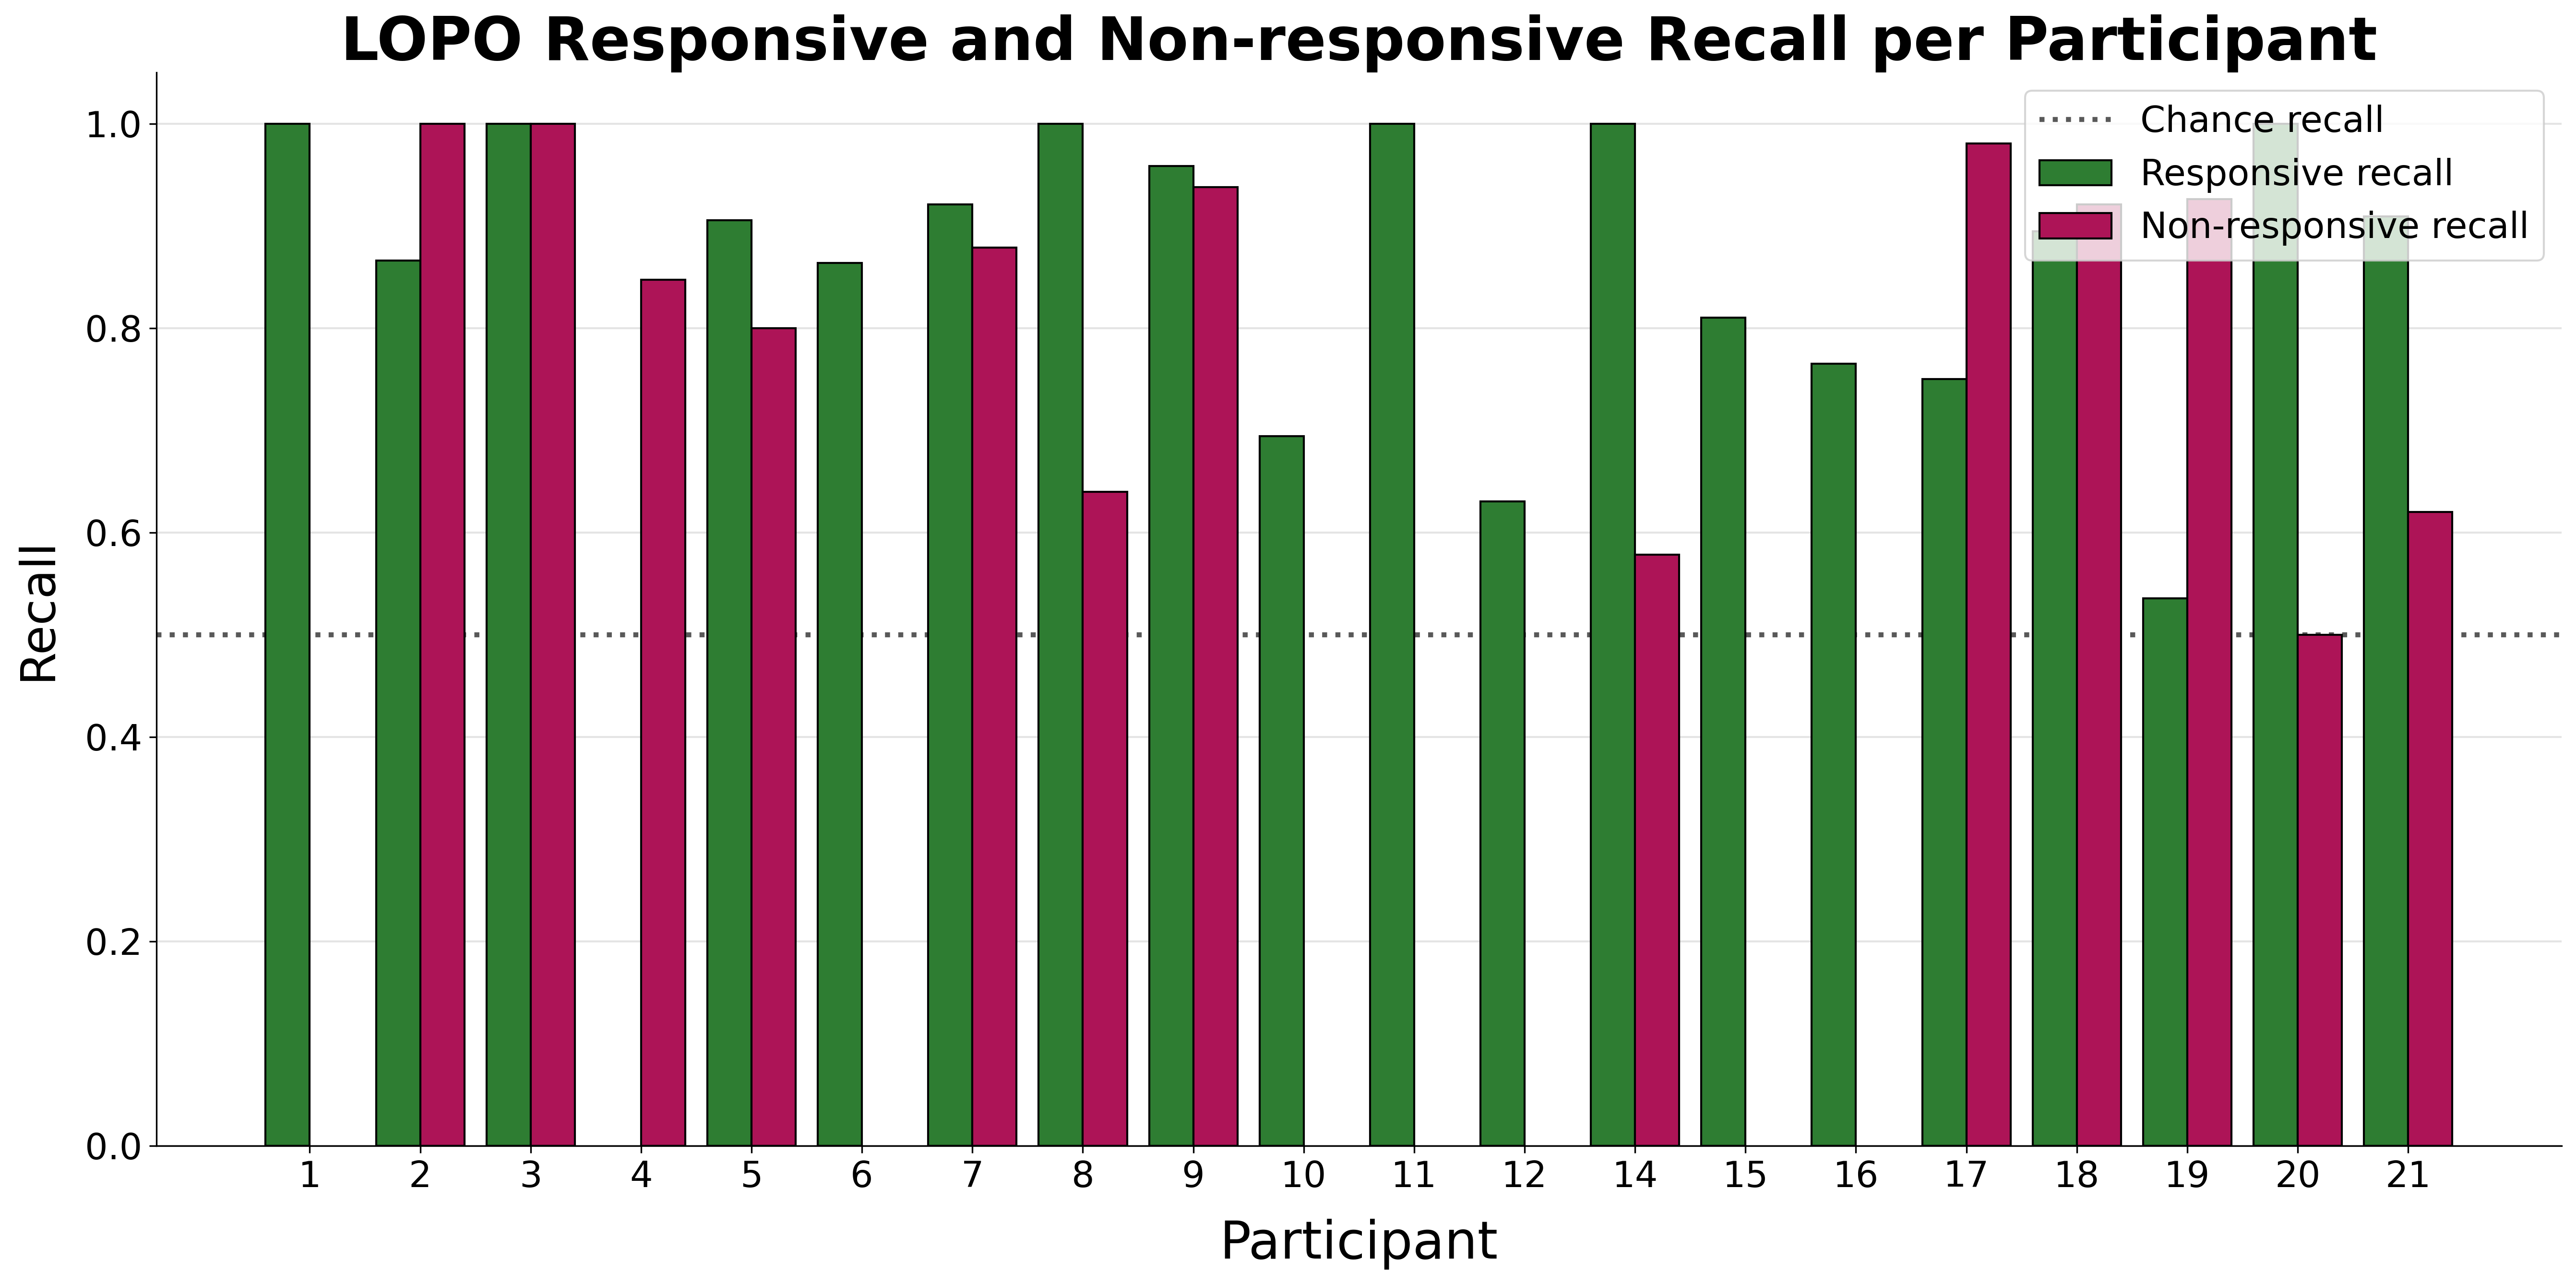 LOPO Responsive and Non-responsive Recall per Participant
Chance recall
Responsive recall
Non-responsive recall
Recall
1.0
0.8
0.6
0.4
0.2
0.0
1 2 3 4 5 6 7 8 9 10 11 12 14 15 16 17 18 19 20 21
Participant